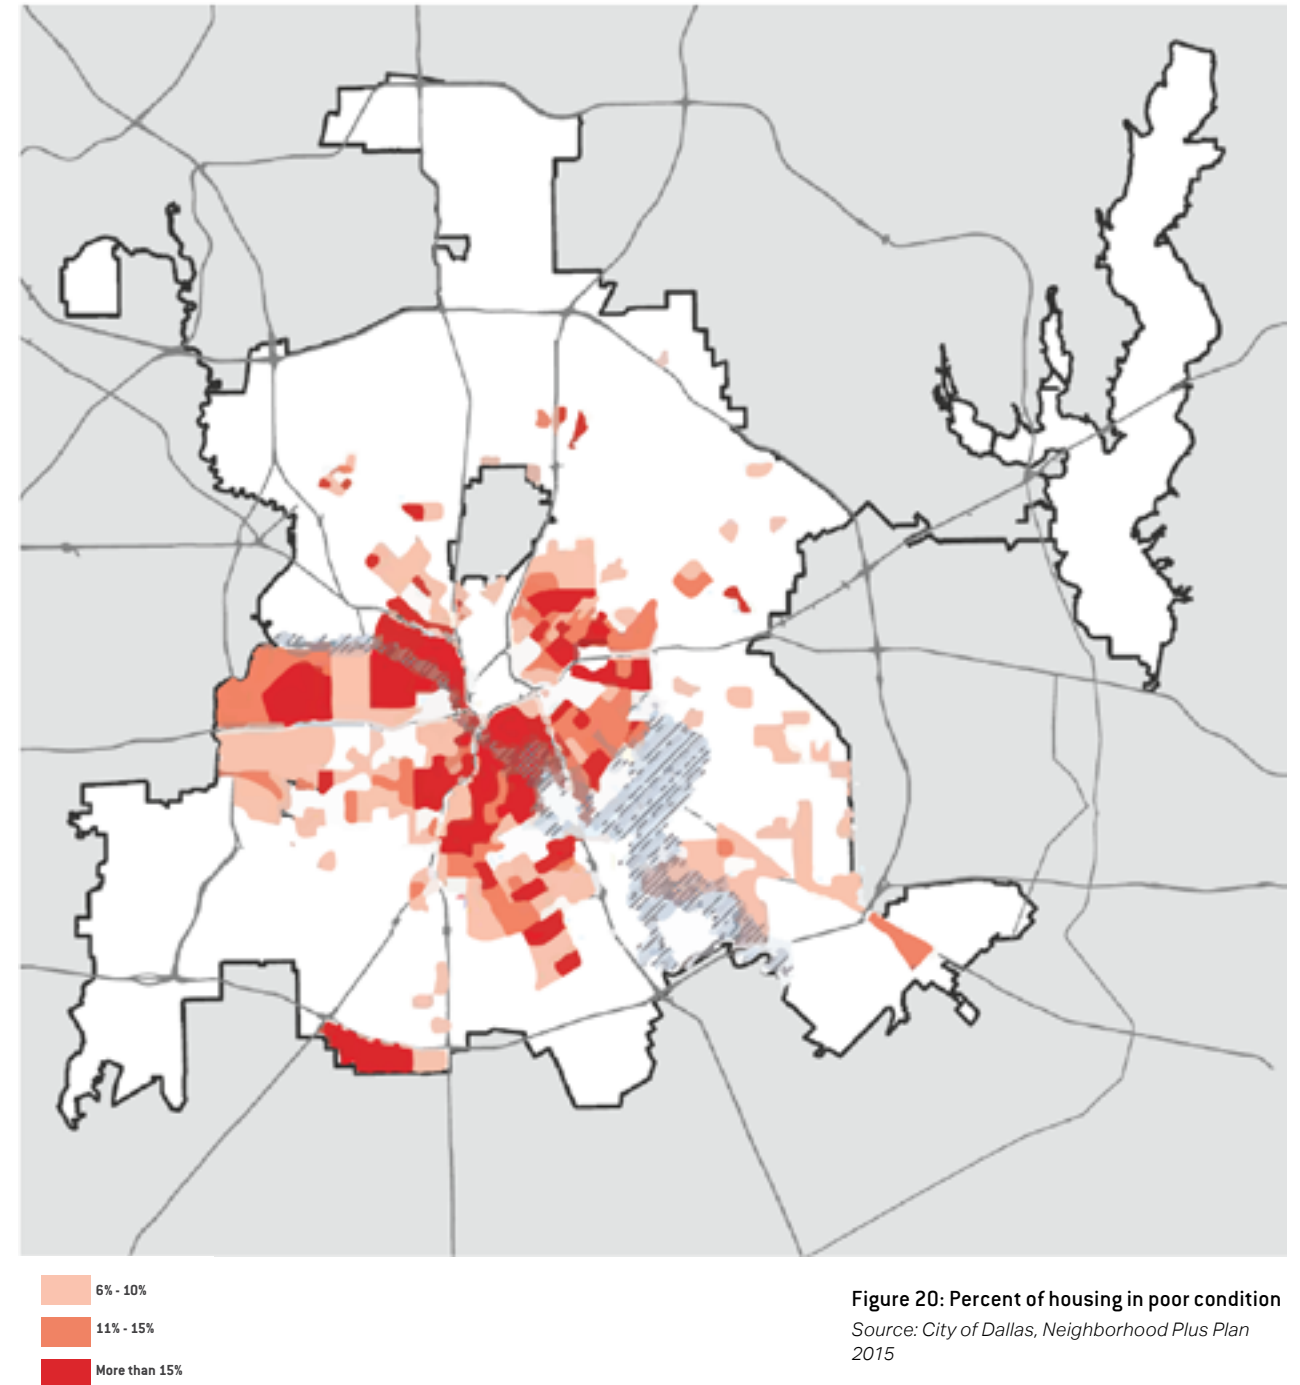 6% - 10%
11% - 15%
More than 15%
Figure 20: Percent of housing in poor condition
Source: City of Dallas, Neighborhood Plus Plan
2015